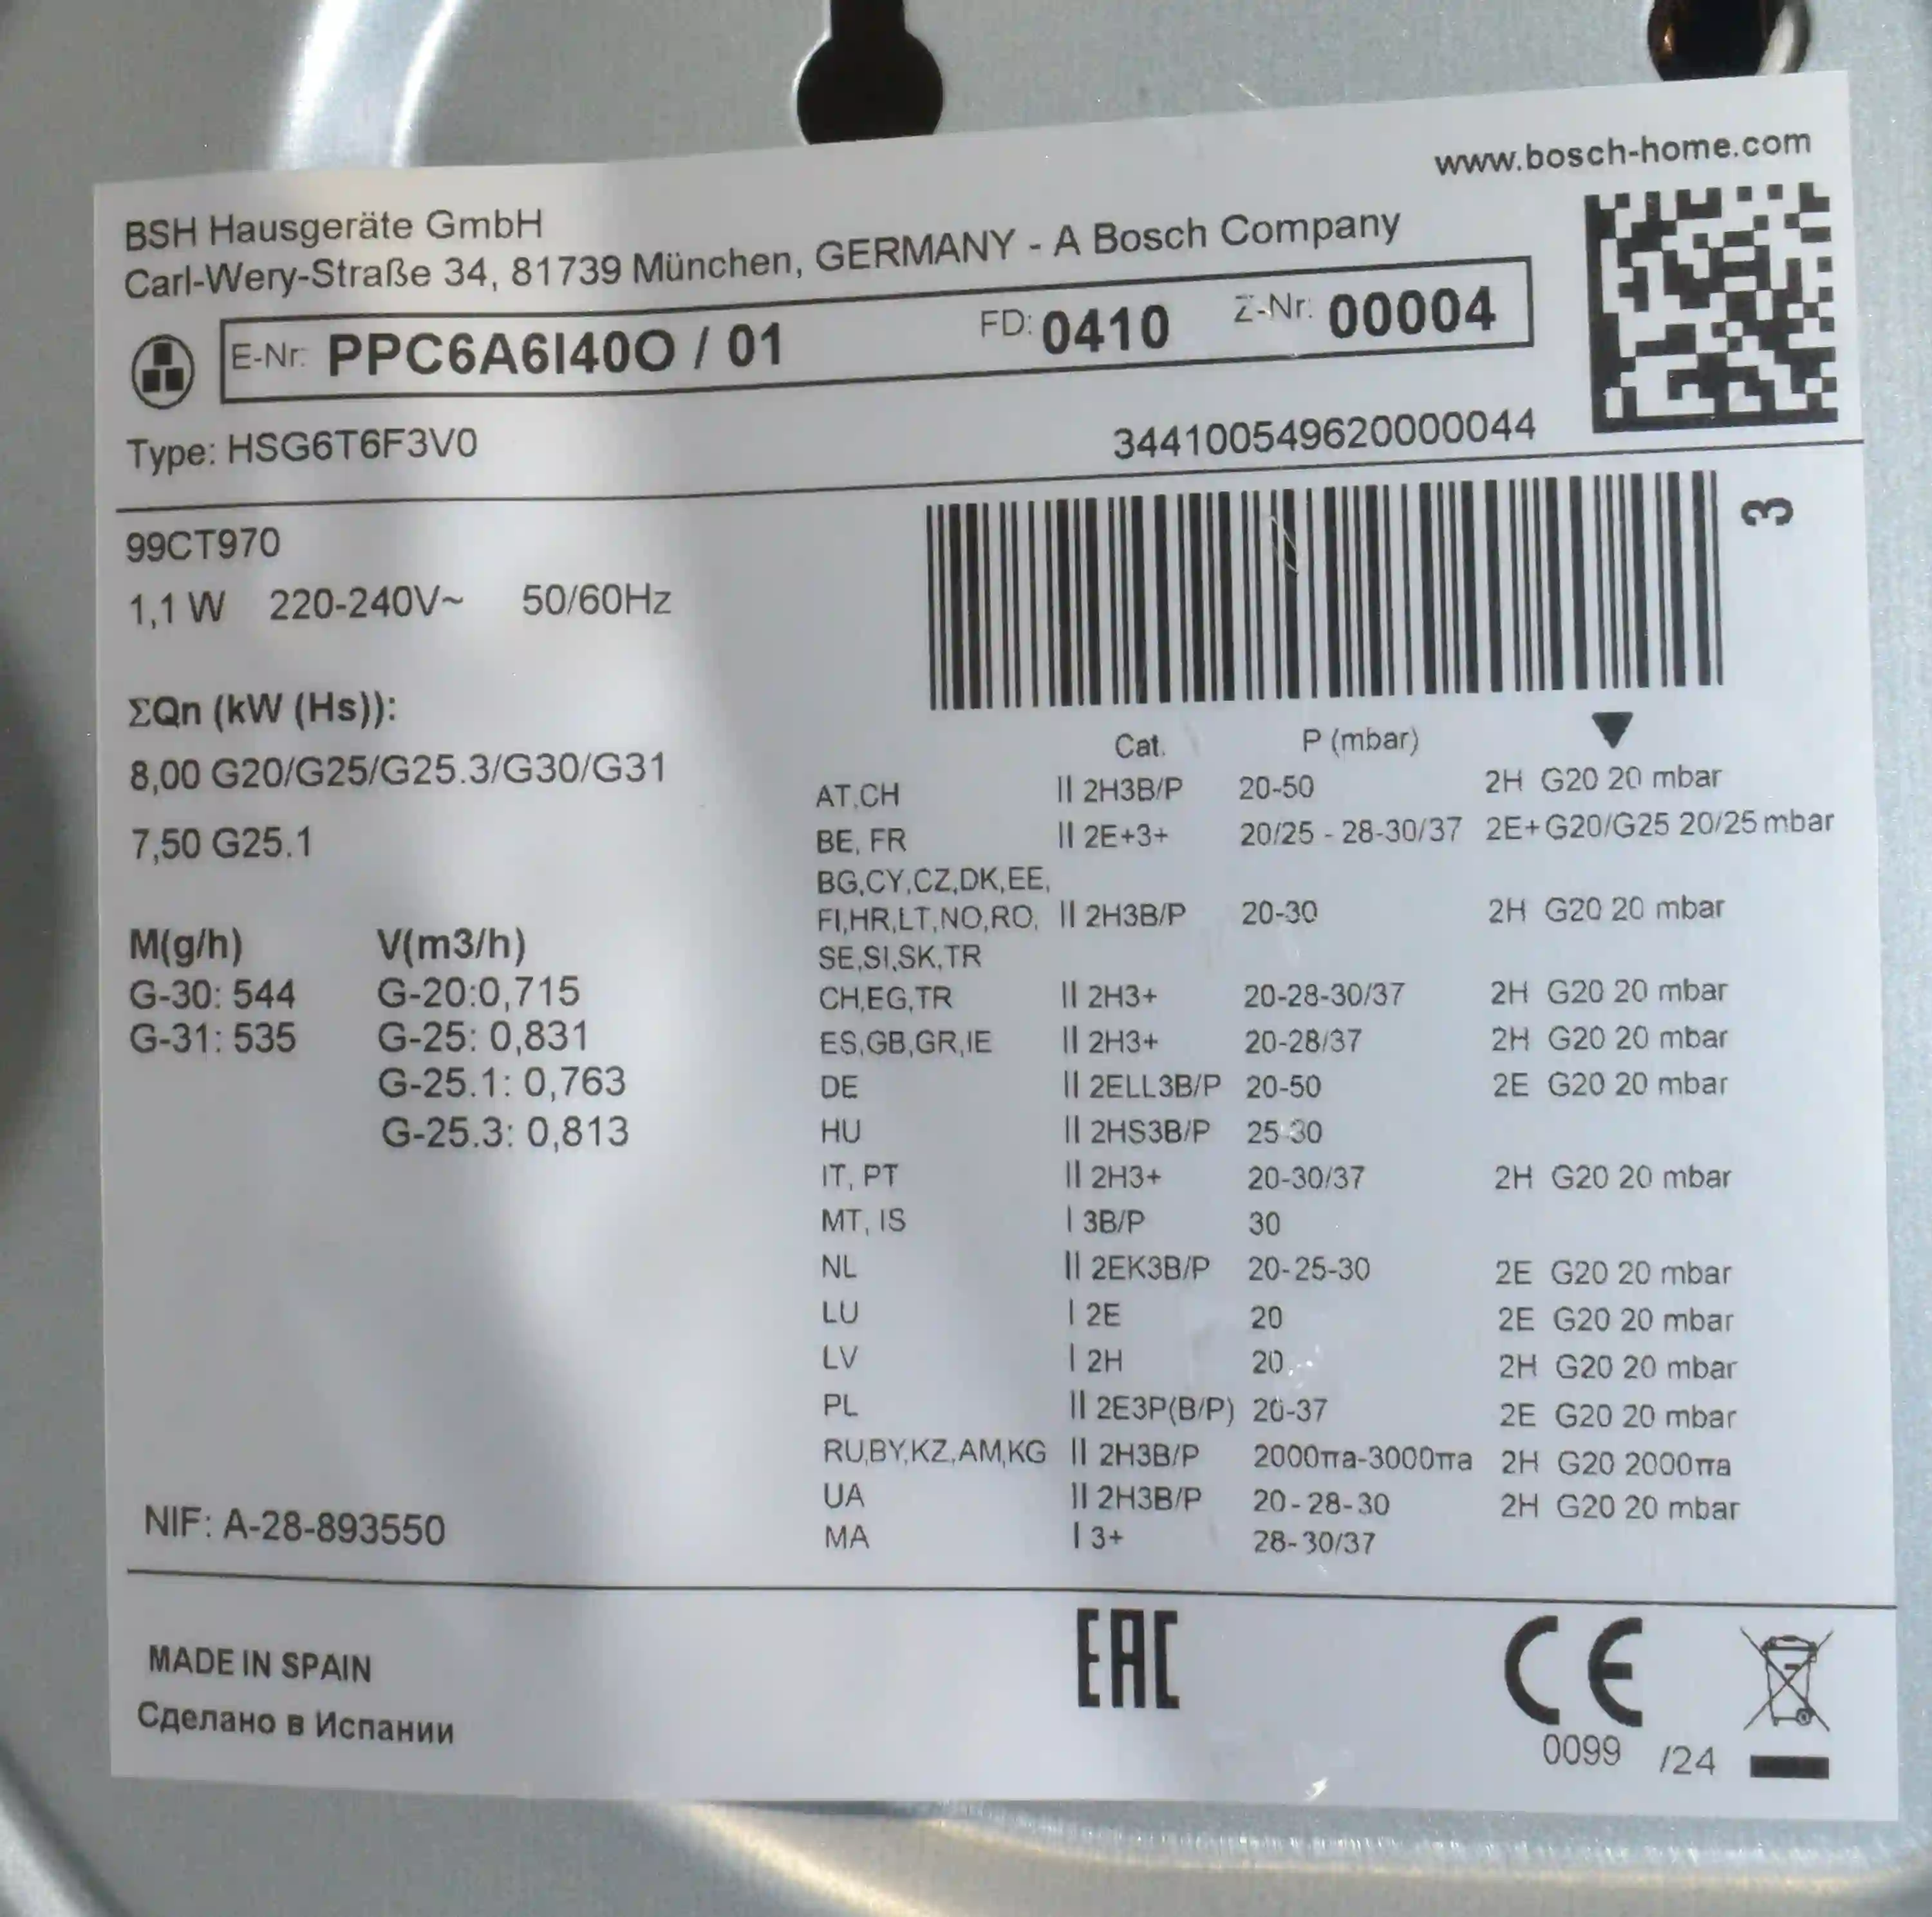 www.bosch-home.com
BSH Hausgeräte GmbH
Carl-Wery-Straße 34, 81739 München, GERMANY - A Bosch Company
E-Nr: PPC6A6I40O / 01 FD: 0410 Z-Nr: 00004
Type: HSG6T6F3V0 344100549620000044
3
99CT970
1,1 W 220-240V~ 50/60Hz
ΣQn (kW (Hs)):
8,00 G20/G25/G25.3/G30/G31
7,50 G25.1
M(g/h) V(m3/h)
G-30: 544 G-20:0,715
G-31: 535 G-25: 0,831
G-25.1: 0,763
G-25.3: 0,813
Cat. P (mbar)
AT,CH II 2H3B/P 20-50 2H G20 20 mbar
BE, FR II 2E+3+ 20/25 - 28-30/37 2E+G20/G25 20/25 mbar
BG,CY,CZ,DK,EE,
FI,HR,LT,NO,RO, II 2H3B/P 20-30 2H G20 20 mbar
SE,SI,SK,TR
CH,EG,TR II 2H3+ 20-28-30/37 2H G20 20 mbar
ES,GB,GR,IE II 2H3+ 20-28/37 2H G20 20 mbar
DE II 2ELL3B/P 20-50 2E G20 20 mbar
HU II 2HS3B/P 25-30
IT, PT II 2H3+ 20-30/37 2H G20 20 mbar
MT, IS I 3B/P 30
NL II 2EK3B/P 20-25-30 2E G20 20 mbar
LU I 2E 20 2E G20 20 mbar
LV I 2H 20 2H G20 20 mbar
PL II 2E3P(B/P) 20-37 2E G20 20 mbar
RU,BY,KZ,AM,KG II 2H3B/P 2000πа-3000πа 2H G20 2000πа
UA II 2H3B/P 20-28-30 2H G20 20 mbar
MA I 3+ 28-30/37
NIF: A-28-893550
MADE IN SPAIN
Сделано в Испании
EAC
CE
0099 /24